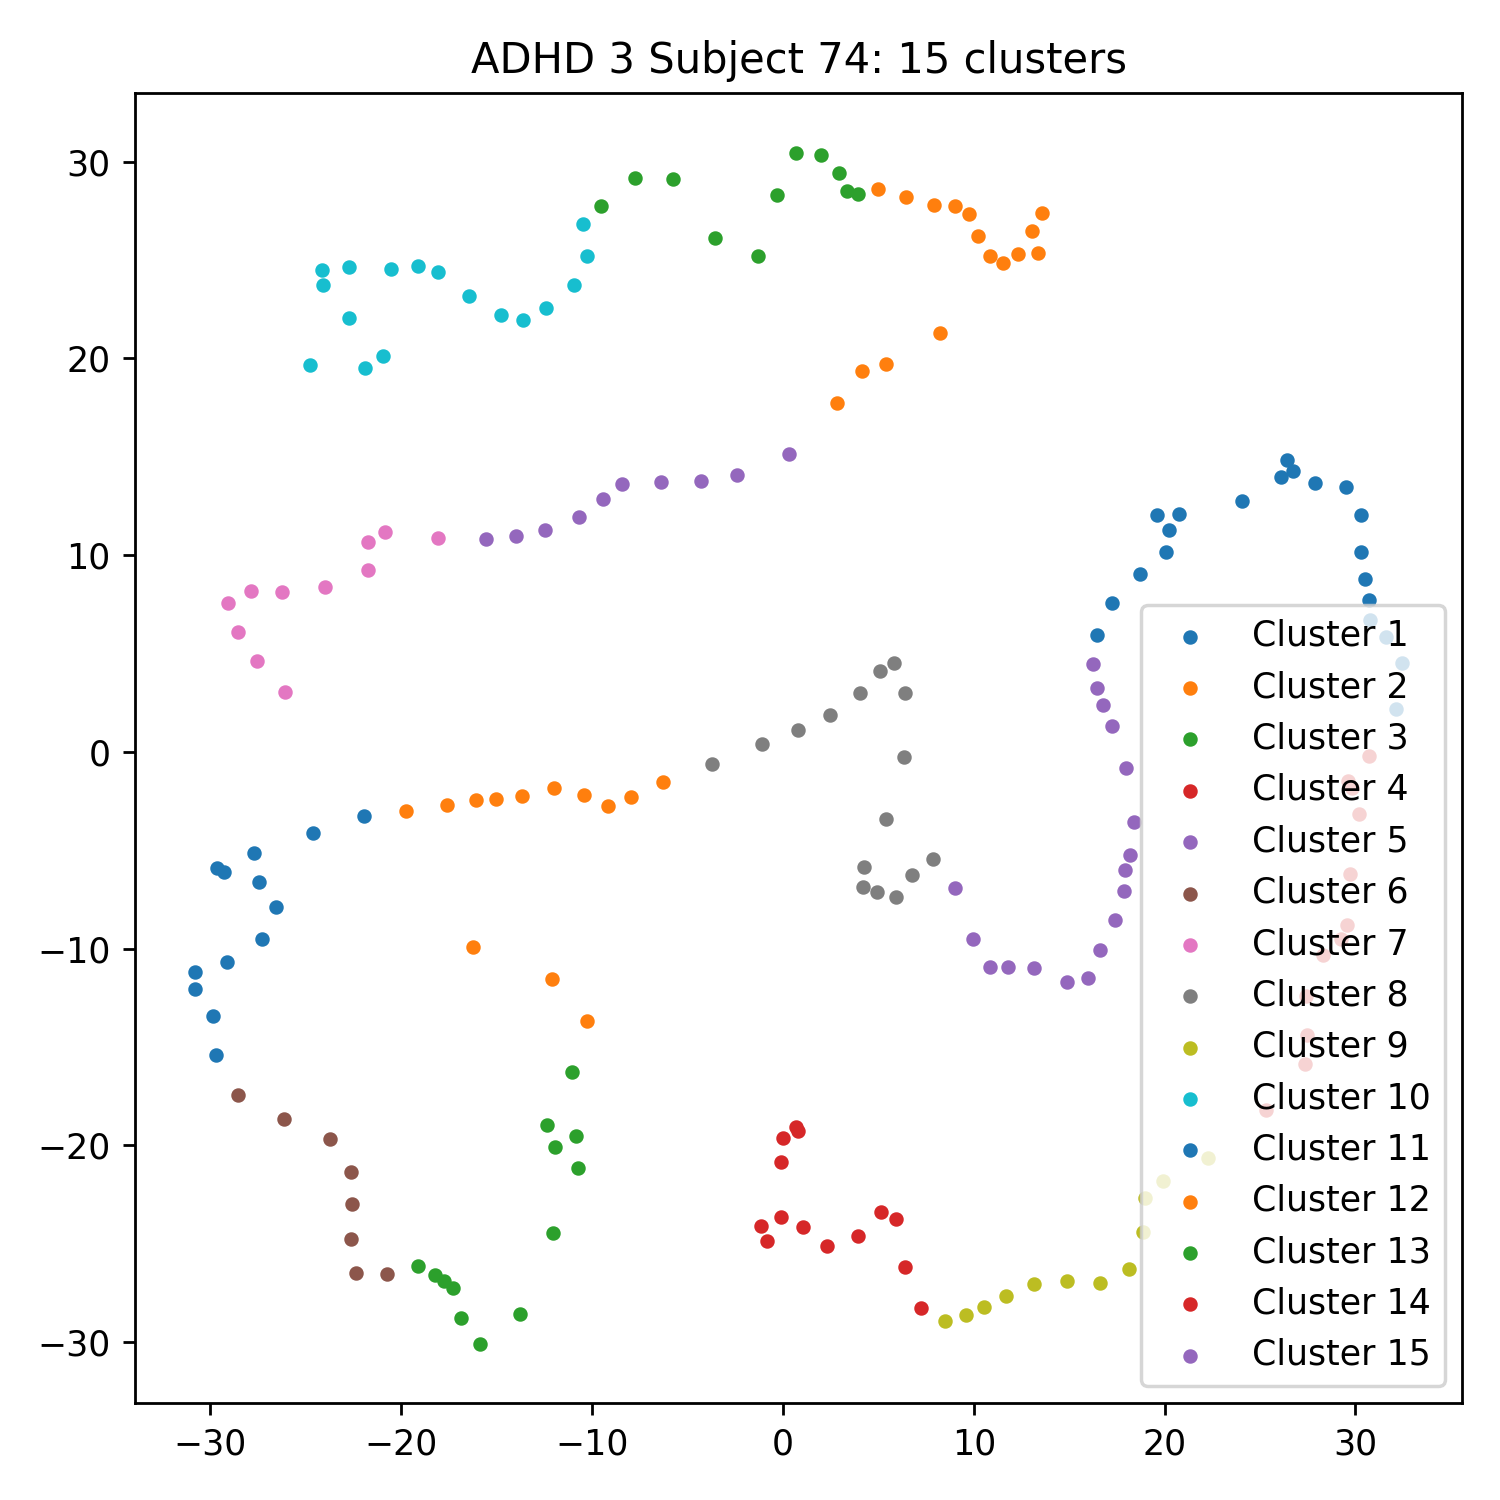 ADHD 3 Subject 74: 15 clusters
30
20
10
0
−10
−20
−30
−30
−20
−10
0
10
20
30
Cluster 1
Cluster 2
Cluster 3
Cluster 4
Cluster 5
Cluster 6
Cluster 7
Cluster 8
Cluster 9
Cluster 10
Cluster 11
Cluster 12
Cluster 13
Cluster 14
Cluster 15